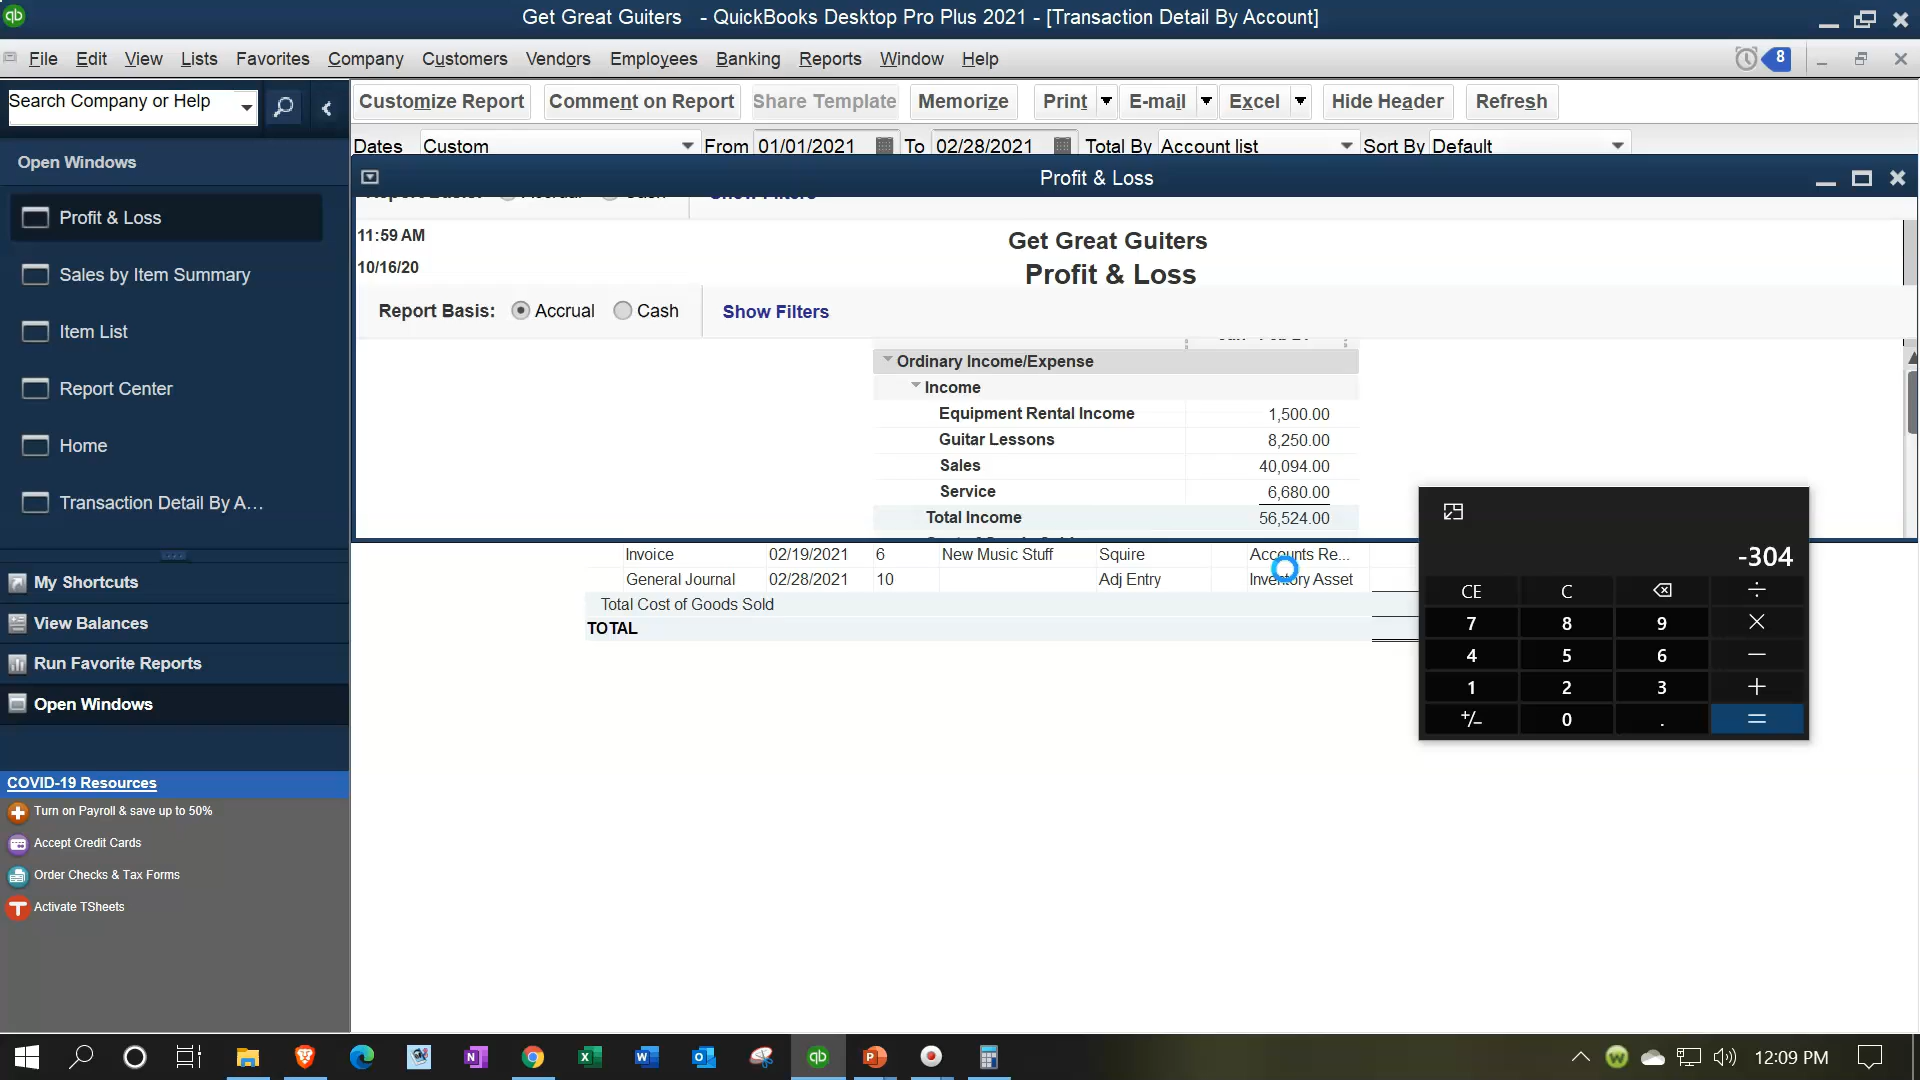 Get Great Guiters - QuickBooks Desktop Pro Plus 2021 - [Transaction Detail By Account]
File Edit View Lists Favorites Company Customers Vendors Employees Banking Reports Window Help
8
Search Company or Help
Customize Report Comment on Report Share Template Memorize Print E-mail Excel Hide Header Refresh
Dates Custom From 01/01/2021 To 02/28/2021 Total By Account list Sort By Default
Open Windows
Profit & Loss
Sales by Item Summary
Item List
Report Center
Home
Transaction Detail By A...
My Shortcuts
View Balances
Run Favorite Reports
Open Windows
COVID-19 Resources
Turn on Payroll & save up to 50%
Accept Credit Cards
Order Checks & Tax Forms
Activate TSheets
Profit & Loss
Show Filters
11:59 AM
10/16/20
Get Great Guiters
Profit & Loss
Report Basis: Accrual Cash Show Filters
Ordinary Income/Expense
Income
Equipment Rental Income 1,500.00
Guitar Lessons 8,250.00
Sales 40,094.00
Service 6,680.00
Total Income 56,524.00
Invoice 02/19/2021 6 New Music Stuff Squire Accounts Re...
General Journal 02/28/2021 10 Adj Entry Inventory Asset
Total Cost of Goods Sold
TOTAL
-304
CE C ÷
7 8 9 ×
4 5 6 −
1 2 3 +
+/− 0 . =
12:09 PM